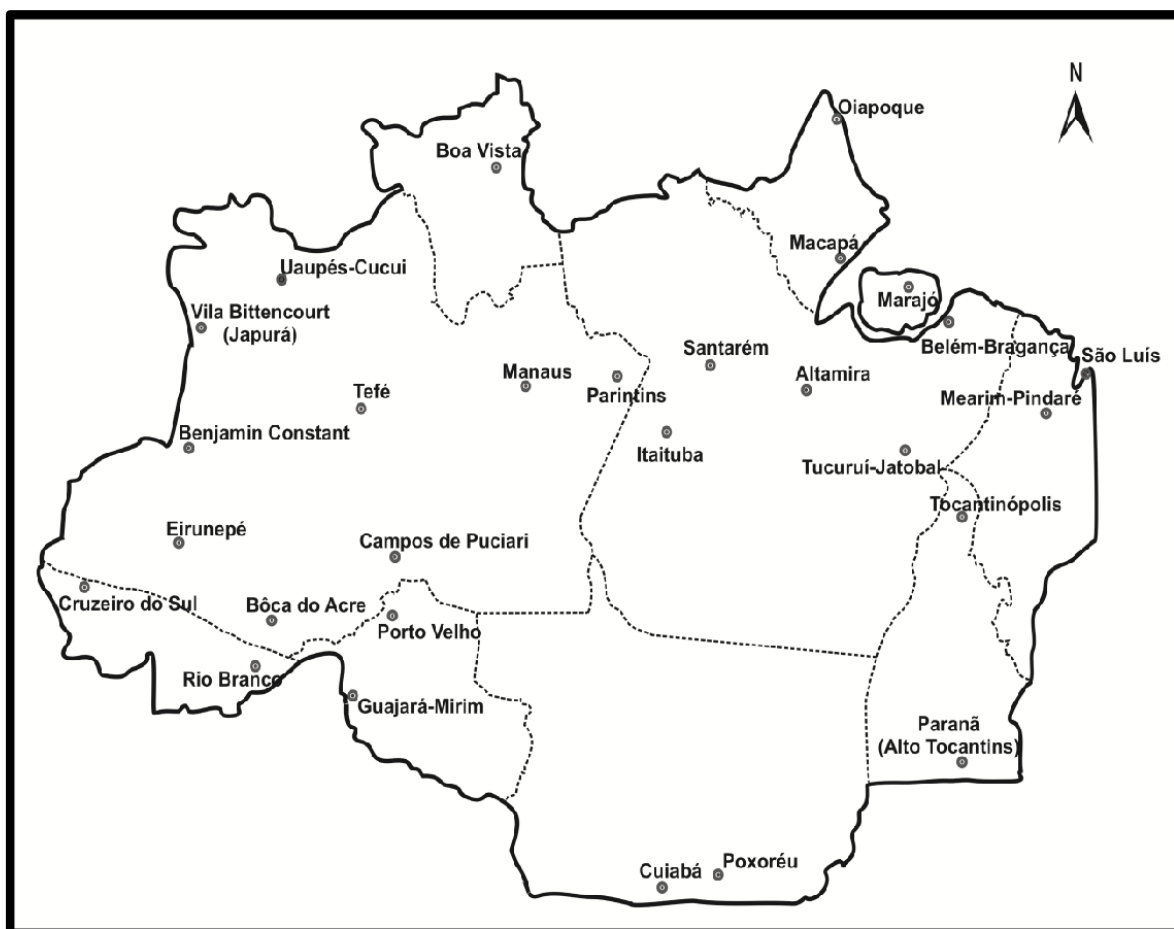 N
Oiapoque
Boa Vista
Macapá
Uaupés-Cucui
Marajó
Vila Bittencourt
(Japurá)
Belém-Bragança
Santarém
São Luís
Manaus
Parintins
Altamira
Tefé
Mearim-Pindaré
Benjamin Constant
Itaituba
Tucuruí-Jatobal
Tocantinópolis
Eirunepé
Campos de Puciari
Cruzeiro do Sul
Bôca do Acre
Porto Velho
Rio Branco
Guajará-Mirim
Paranã
(Alto Tocantins)
Cuiabá
Poxoréu